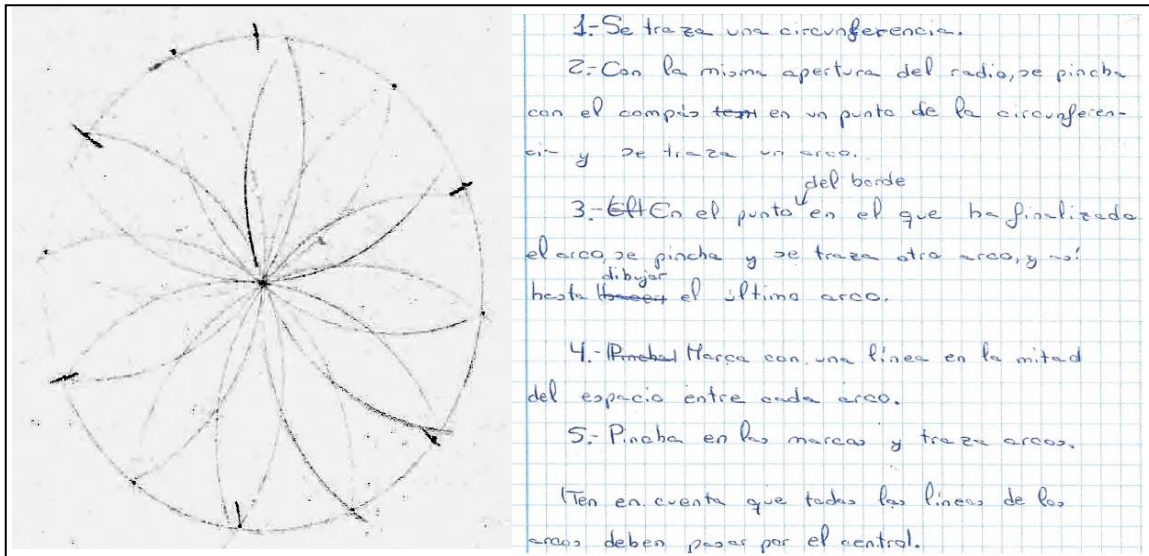 1.- Se traza una circunferencia.
2.- Con la misma apertura del radio, se pincha
con el compás en un punto de la circunferen-
cia y se traza un arco.
del borde
3.- En el punto en el que ha finalizado
el arco, se pincha y se traza otro arco, y así
dibujar
hasta el último arco.
4.- Marca con una línea en la mitad
del espacio entre cada arco.
5.- Pincha en las marcas y traza arcos.
(Ten en cuenta que todas las líneas de los
arcos deben pasar por el central.